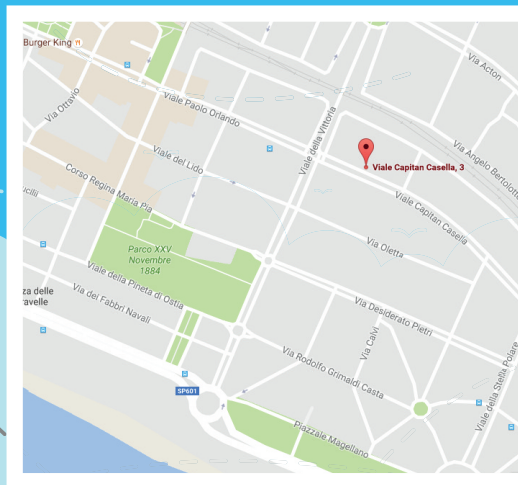 Burger King
Via Acton
Via Ottavio
Viale Paolo Orlando
Viale della Vittoria
Via Angelo Bertolotto
Viale Capitan Casella, 3
Viale del Lido
Corso Regina Maria Pia
Viale Capitan Casella
ucilli
Via Oletta
Parco XXV
Novembre
1884
Viale della Pineta di Ostia
za delle
ravelle
Via dei Fabbri Navali
Via Desiderato Pietri
Via Calvi
Viale della Stella Polare
Via Rodolfo Grimaldi Casta
SP601
Piazzale Magellano